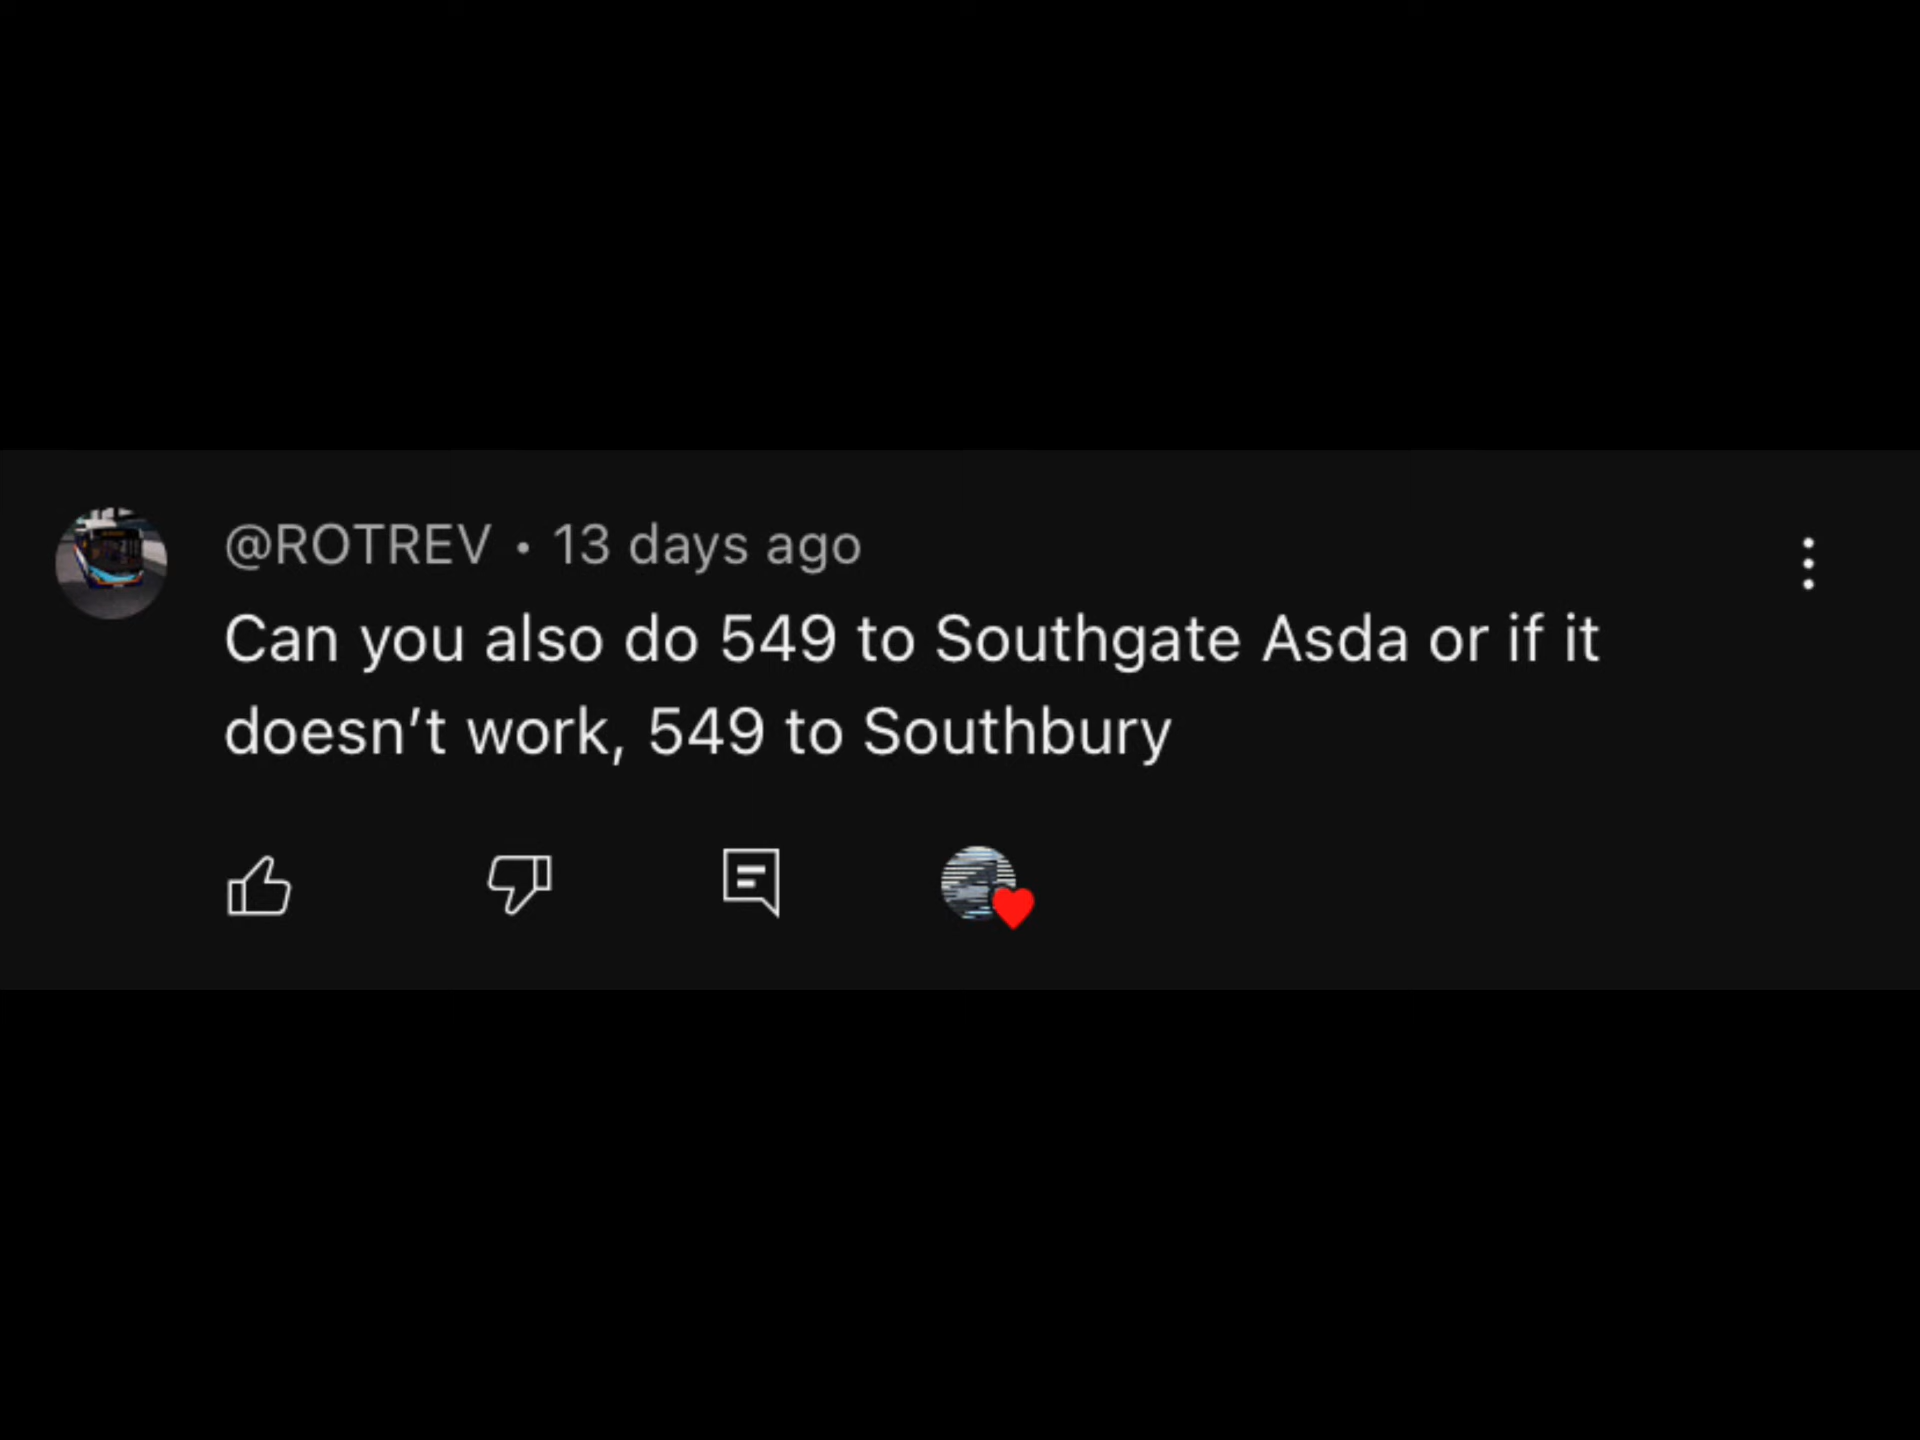 @ROTREV • 13 days ago
Can you also do 549 to Southgate Asda or if it
doesn’t work, 549 to Southbury